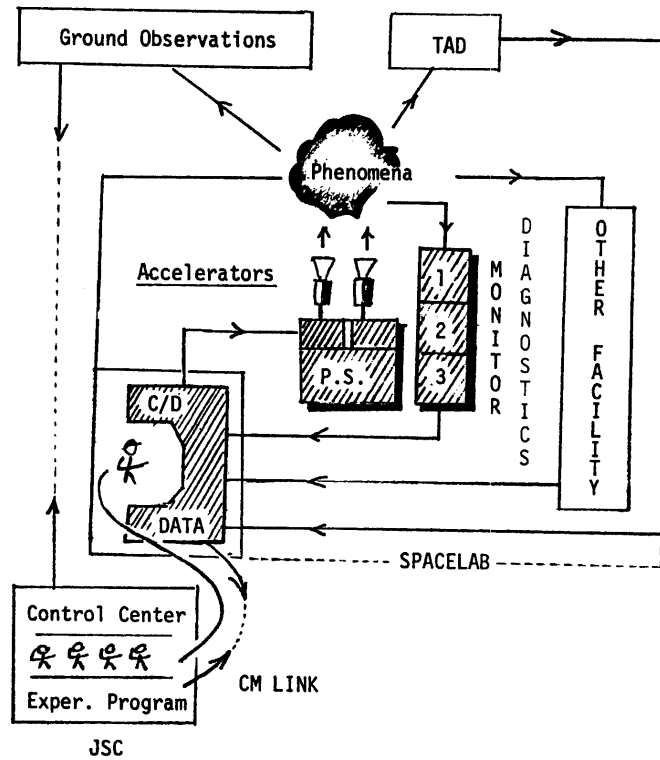 Ground Observations
TAD
Phenomena
Accelerators
1
2
3
P.S.
MONITOR
DIAGNOSTICS
OTHER FACILITY
C/D
DATA
SPACELAB
Control Center
Exper. Program
CM LINK
JSC